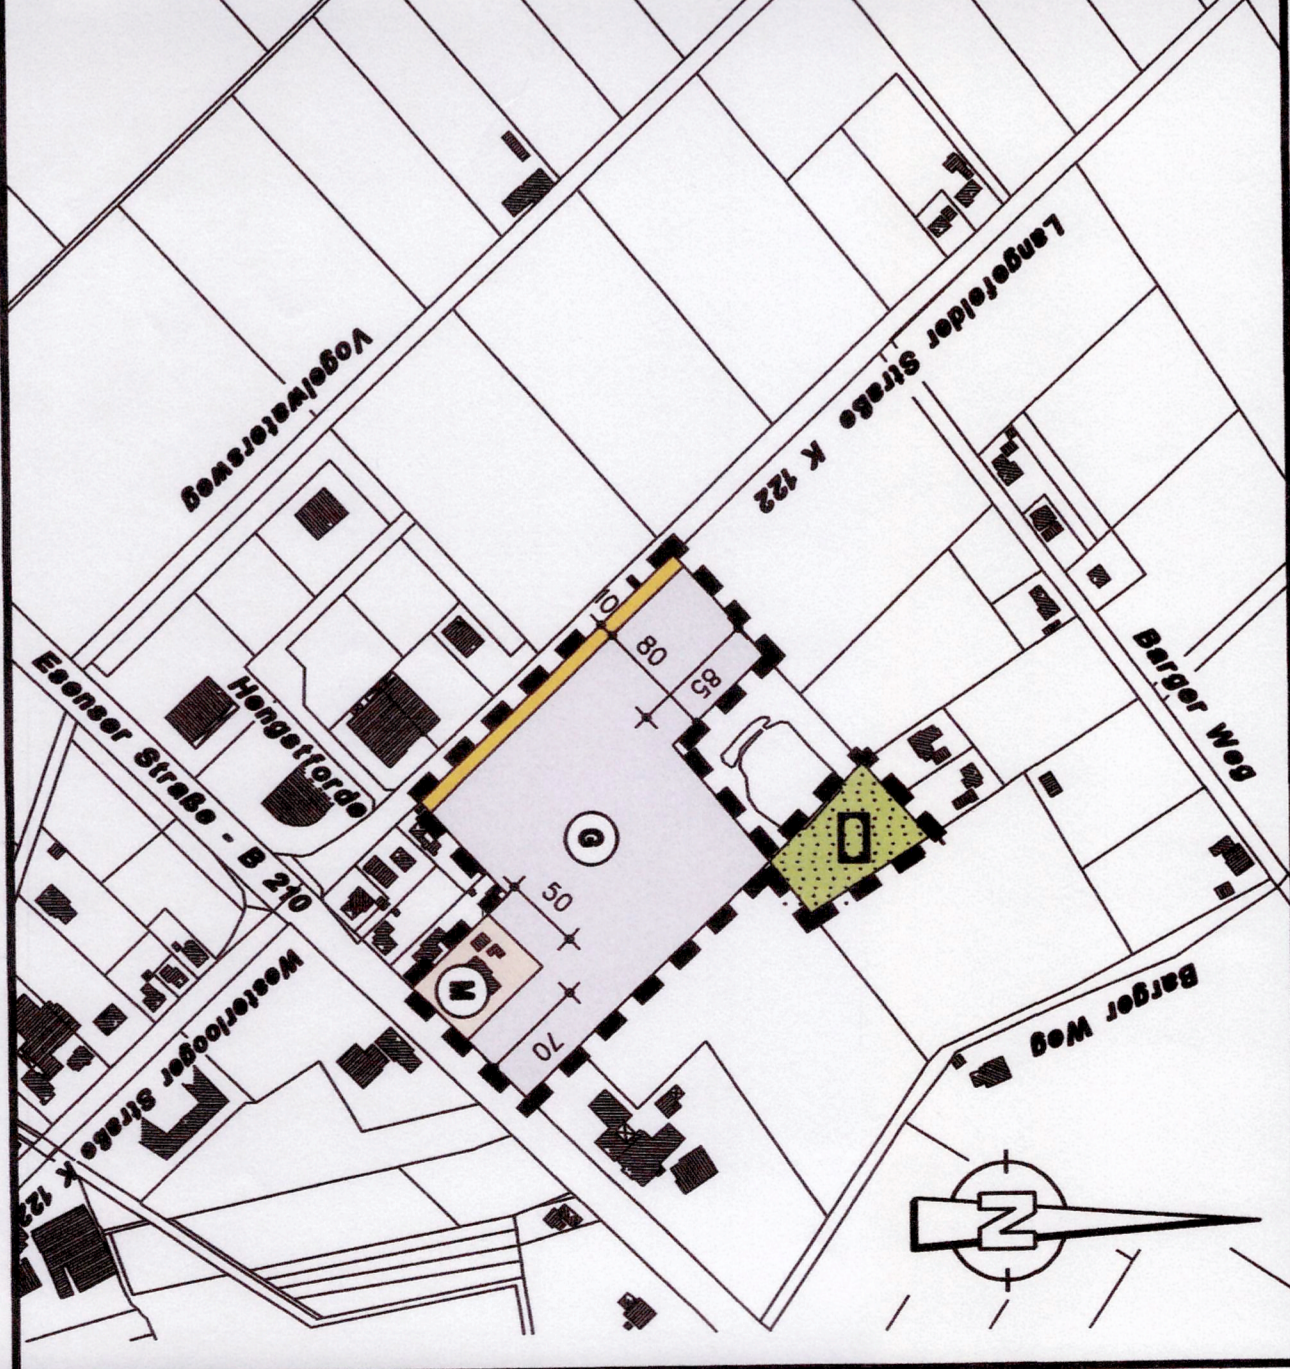 Vogelwatersweg
Langefelder Straße K 122
10
80
85
Hengstforde
Esenser Straße - B 210
G
50
M
70
Barger Weg
Westerlooger Straße K 122
Barger Weg
N